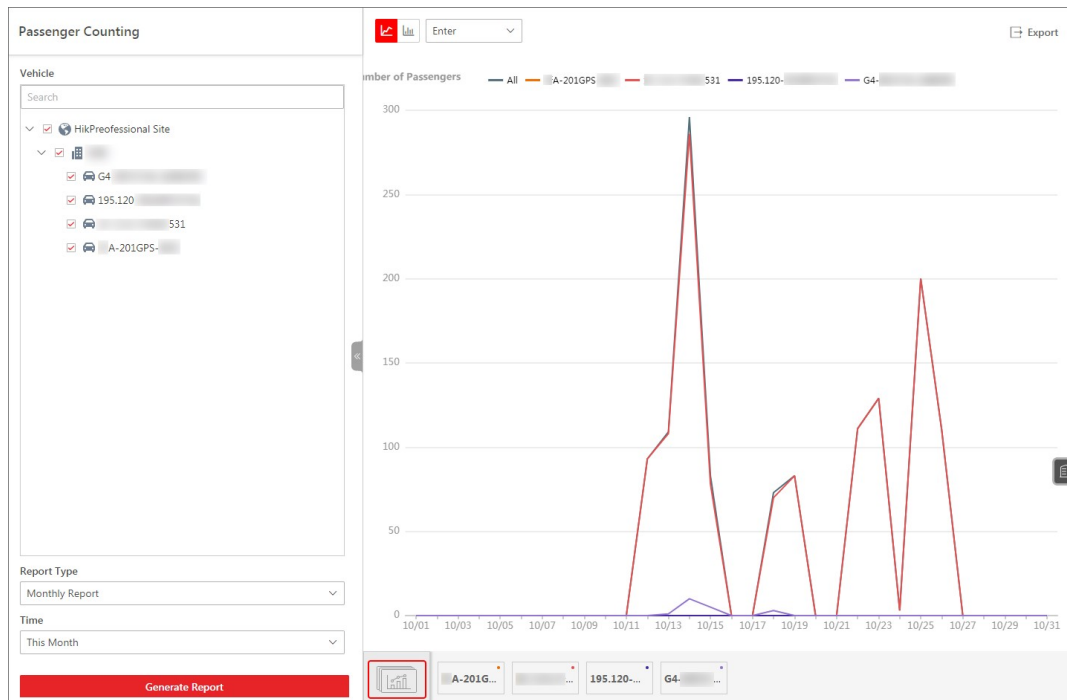 Passenger Counting
Vehicle
Search
HikPreofessional Site
G4
195.120
531
A-201GPS-
Report Type
Monthly Report
Time
This Month
Generate Report
Enter
Export
mber of Passengers
All A-201GPS 531 195.120- G4-
300
250
200
150
100
50
0
10/01 10/03 10/05 10/07 10/09 10/11 10/13 10/15 10/17 10/19 10/21 10/23 10/25 10/27 10/29 10/31
A-201G... ... 195.120-... G4- ...